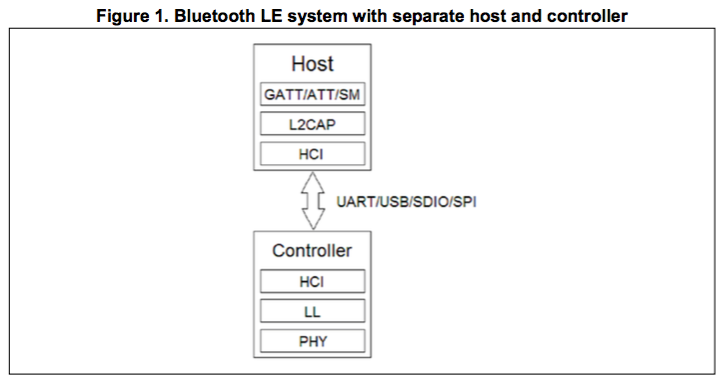 Figure 1. Bluetooth LE system with separate host and controller
Host
GATT/ATT/SM
L2CAP
HCI
UART/USB/SDIO/SPI
Controller
HCI
LL
PHY